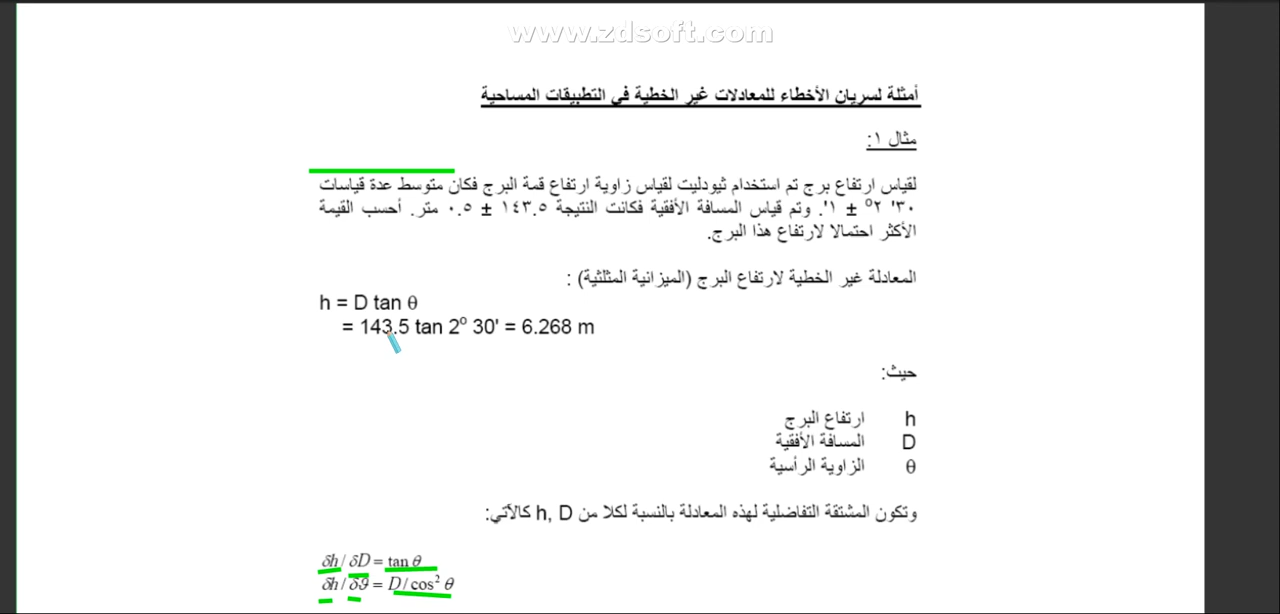 www.zdsoft.com
أمثلة لسريان الأخطاء للمعادلات غير الخطية في التطبيقات المساحية
مثال ١:
لقياس ارتفاع برج تم استخدام ثيودليت لقياس زاوية ارتفاع قمة البرج فكان متوسط عدة قياسات
٣٠' ٢º ± ١'. وتم قياس المسافة الأفقية فكانت النتيجة ١٤٣.٥ ± ٠.٥ متر. أحسب القيمة
الأكثر احتمالا لارتفاع هذا البرج.
المعادلة غير الخطية لارتفاع البرج (الميزانية المثلثية) :
h = D tan θ
= 143.5 tan 2º 30' = 6.268 m
حيث:
h ارتفاع البرج
D المسافة الأفقية
θ الزاوية الرأسية
وتكون المشتقة التفاضلية لهذه المعادلة بالنسبة لكلا من h, D كالآتي:
δh / δD = tan θ
δh / δϑ = D / cos² θ